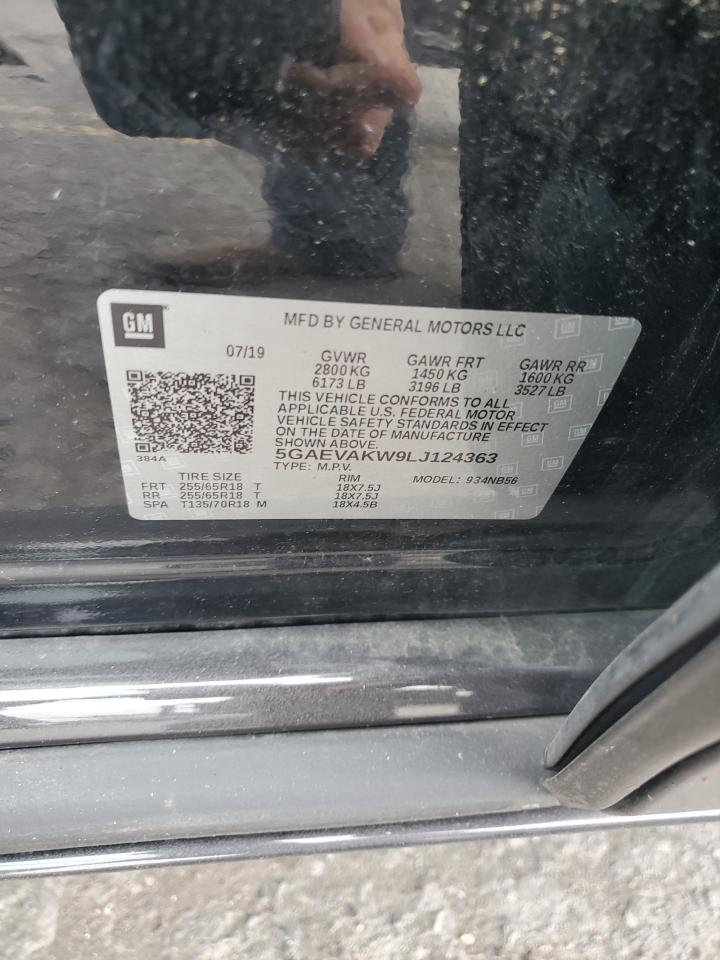 GM
MFD BY GENERAL MOTORS LLC
07/19 GVWR GAWR FRT GAWR RR
2800 KG 1450 KG 1600 KG
6173 LB 3196 LB 3527 LB
THIS VEHICLE CONFORMS TO ALL
APPLICABLE U.S. FEDERAL MOTOR
VEHICLE SAFETY STANDARDS IN EFFECT
ON THE DATE OF MANUFACTURE
SHOWN ABOVE.
384A
5GAEVAKW9LJ124363
TYPE: M.P.V. MODEL: 934NB56
TIRE SIZE RIM
FRT 255/65R18 T 18X7.5J
RR 255/65R18 T 18X7.5J
SPA T135/70R18 M 18X4.5B